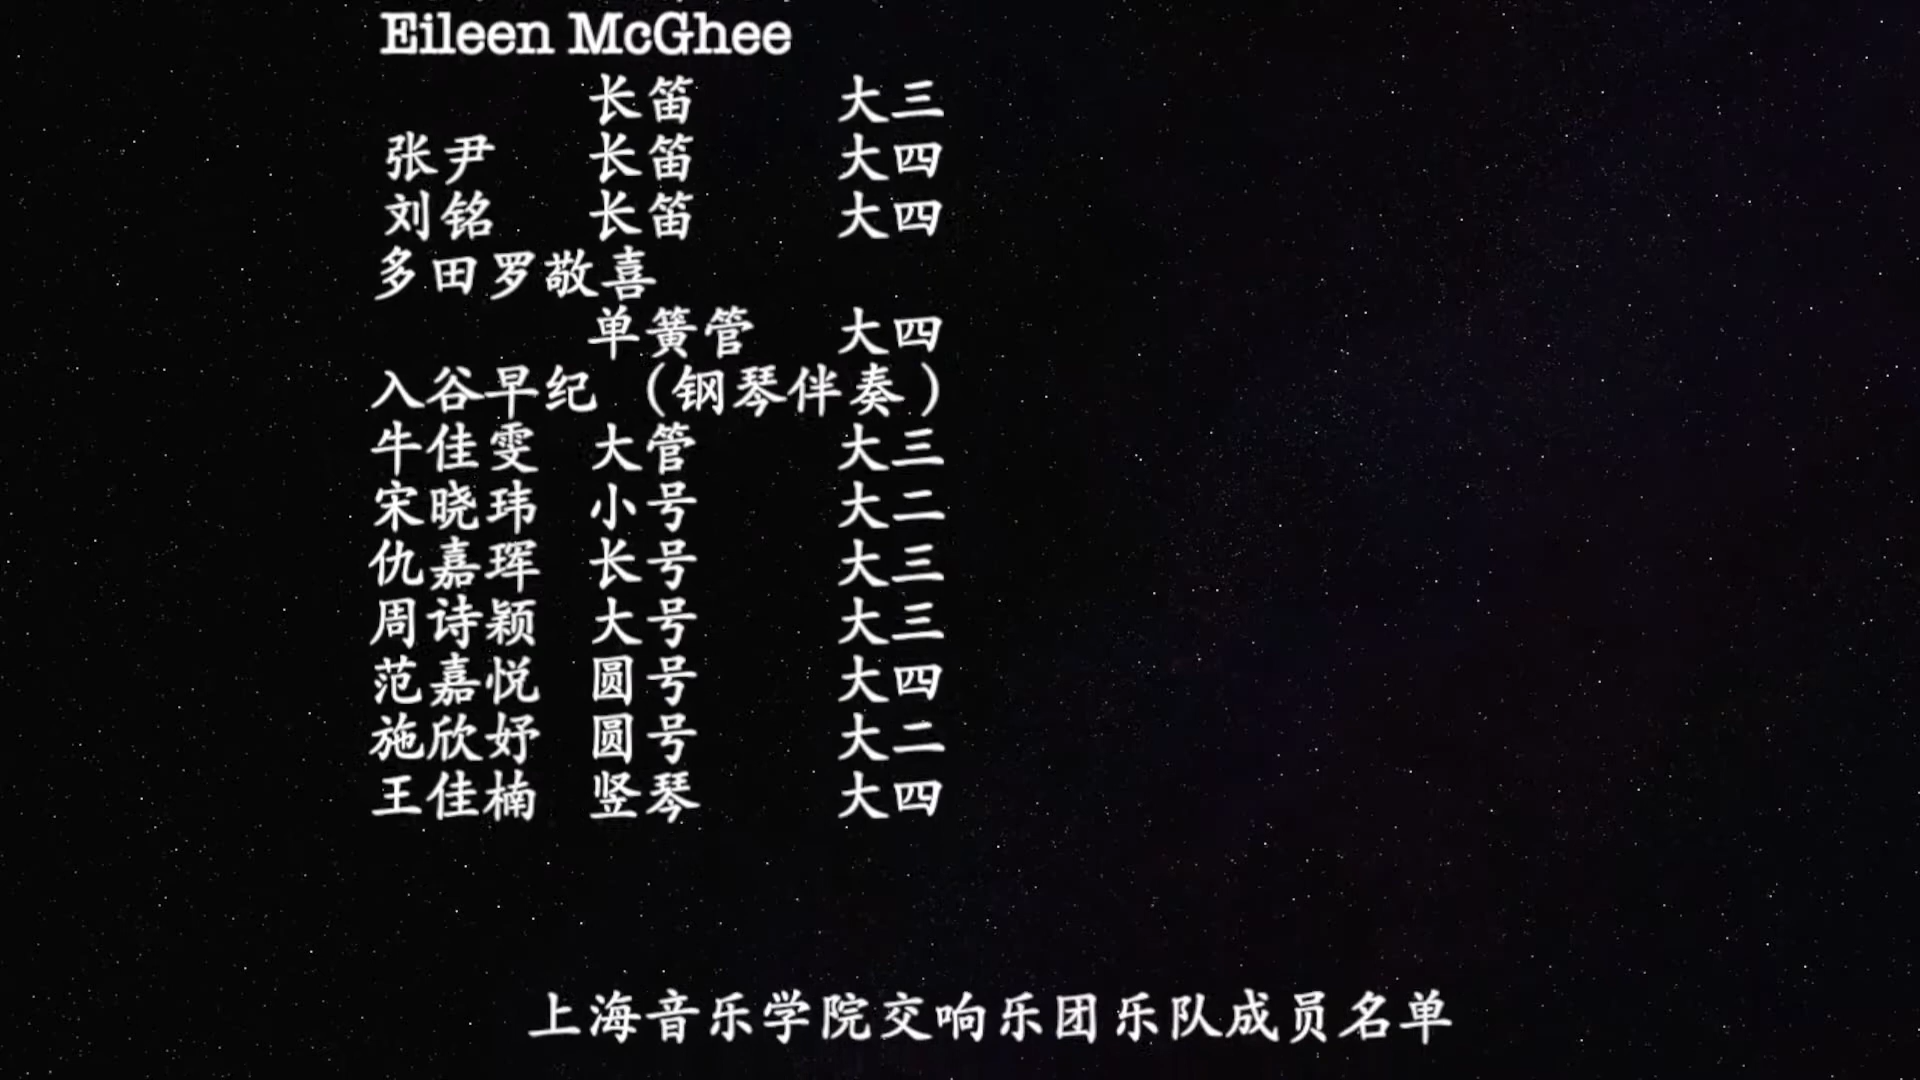 Eileen McGhee
长笛 大三
张尹 长笛 大四
刘铭 长笛 大四
多田罗敬喜
单簧管 大四
入谷早纪 (钢琴伴奏)
牛佳雯 大管 大三
宋晓玮 小号 大二
仇嘉珲 长号 大三
周诗颖 大号 大三
范嘉悦 圆号 大四
施欣妤 圆号 大二
王佳楠 竖琴 大四
上海音乐学院交响乐团乐队成员名单